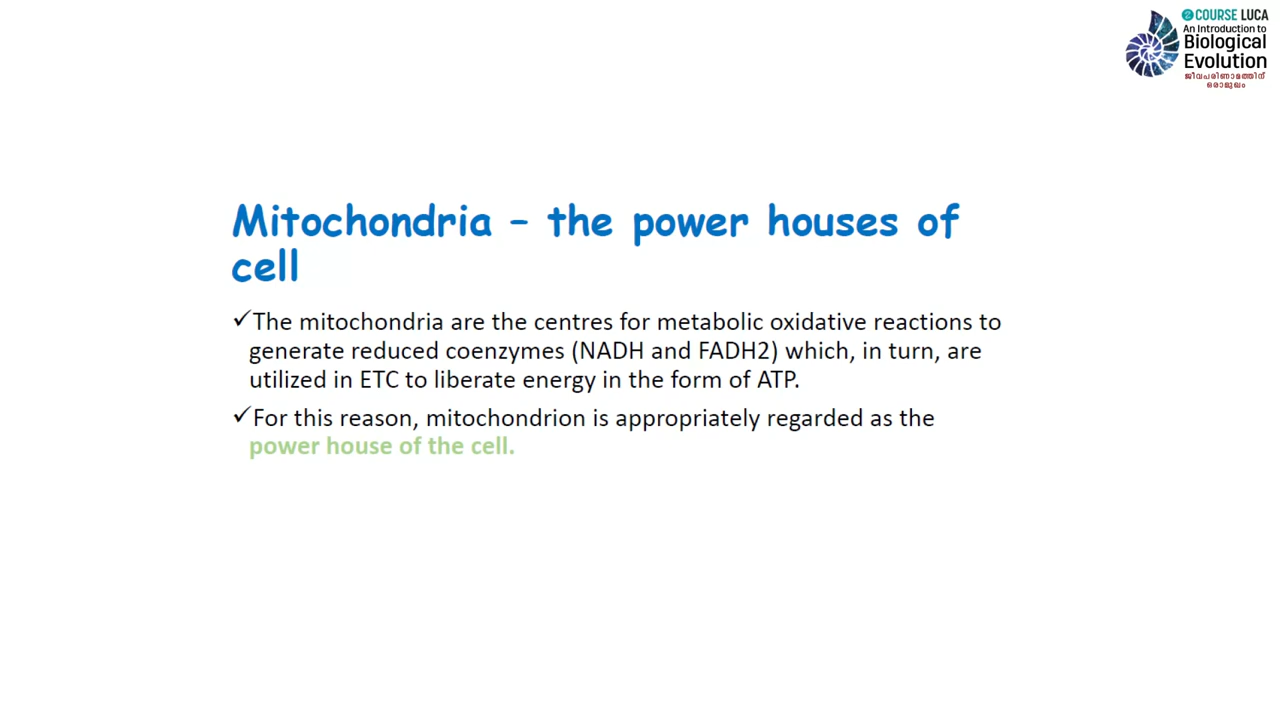 COURSE LUCA
An Introduction to
Biological
Evolution
ജീവപരിണാമത്തിന്
ഒരാമുഖം
Mitochondria – the power houses of
cell
✓The mitochondria are the centres for metabolic oxidative reactions to
generate reduced coenzymes (NADH and FADH2) which, in turn, are
utilized in ETC to liberate energy in the form of ATP.
✓For this reason, mitochondrion is appropriately regarded as the
power house of the cell.